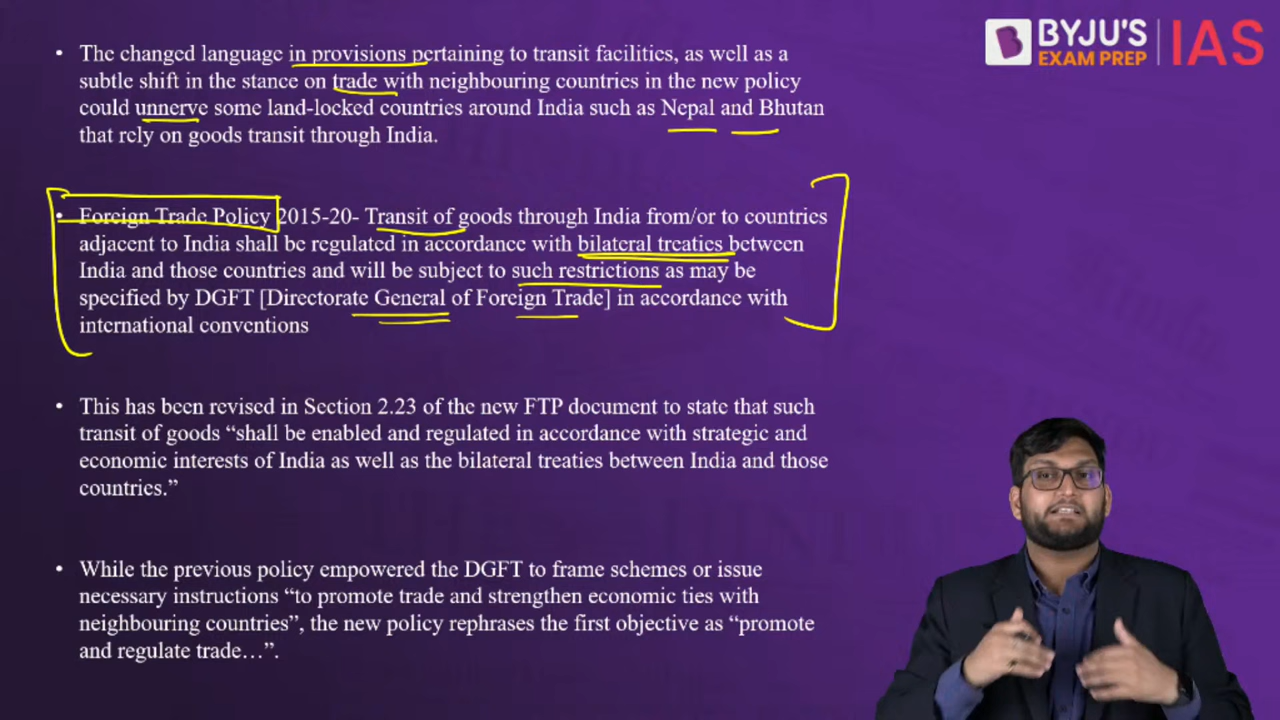 BYJU'S
EXAM PREP
IAS
• The changed language in provisions pertaining to transit facilities, as well as a
subtle shift in the stance on trade with neighbouring countries in the new policy
could unnerve some land-locked countries around India such as Nepal and Bhutan
that rely on goods transit through India.
• Foreign Trade Policy 2015-20- Transit of goods through India from/or to countries
adjacent to India shall be regulated in accordance with bilateral treaties between
India and those countries and will be subject to such restrictions as may be
specified by DGFT [Directorate General of Foreign Trade] in accordance with
international conventions
• This has been revised in Section 2.23 of the new FTP document to state that such
transit of goods “shall be enabled and regulated in accordance with strategic and
economic interests of India as well as the bilateral treaties between India and those
countries.”
• While the previous policy empowered the DGFT to frame schemes or issue
necessary instructions “to promote trade and strengthen economic ties with
neighbouring countries”, the new policy rephrases the first objective as “promote
and regulate trade…”.